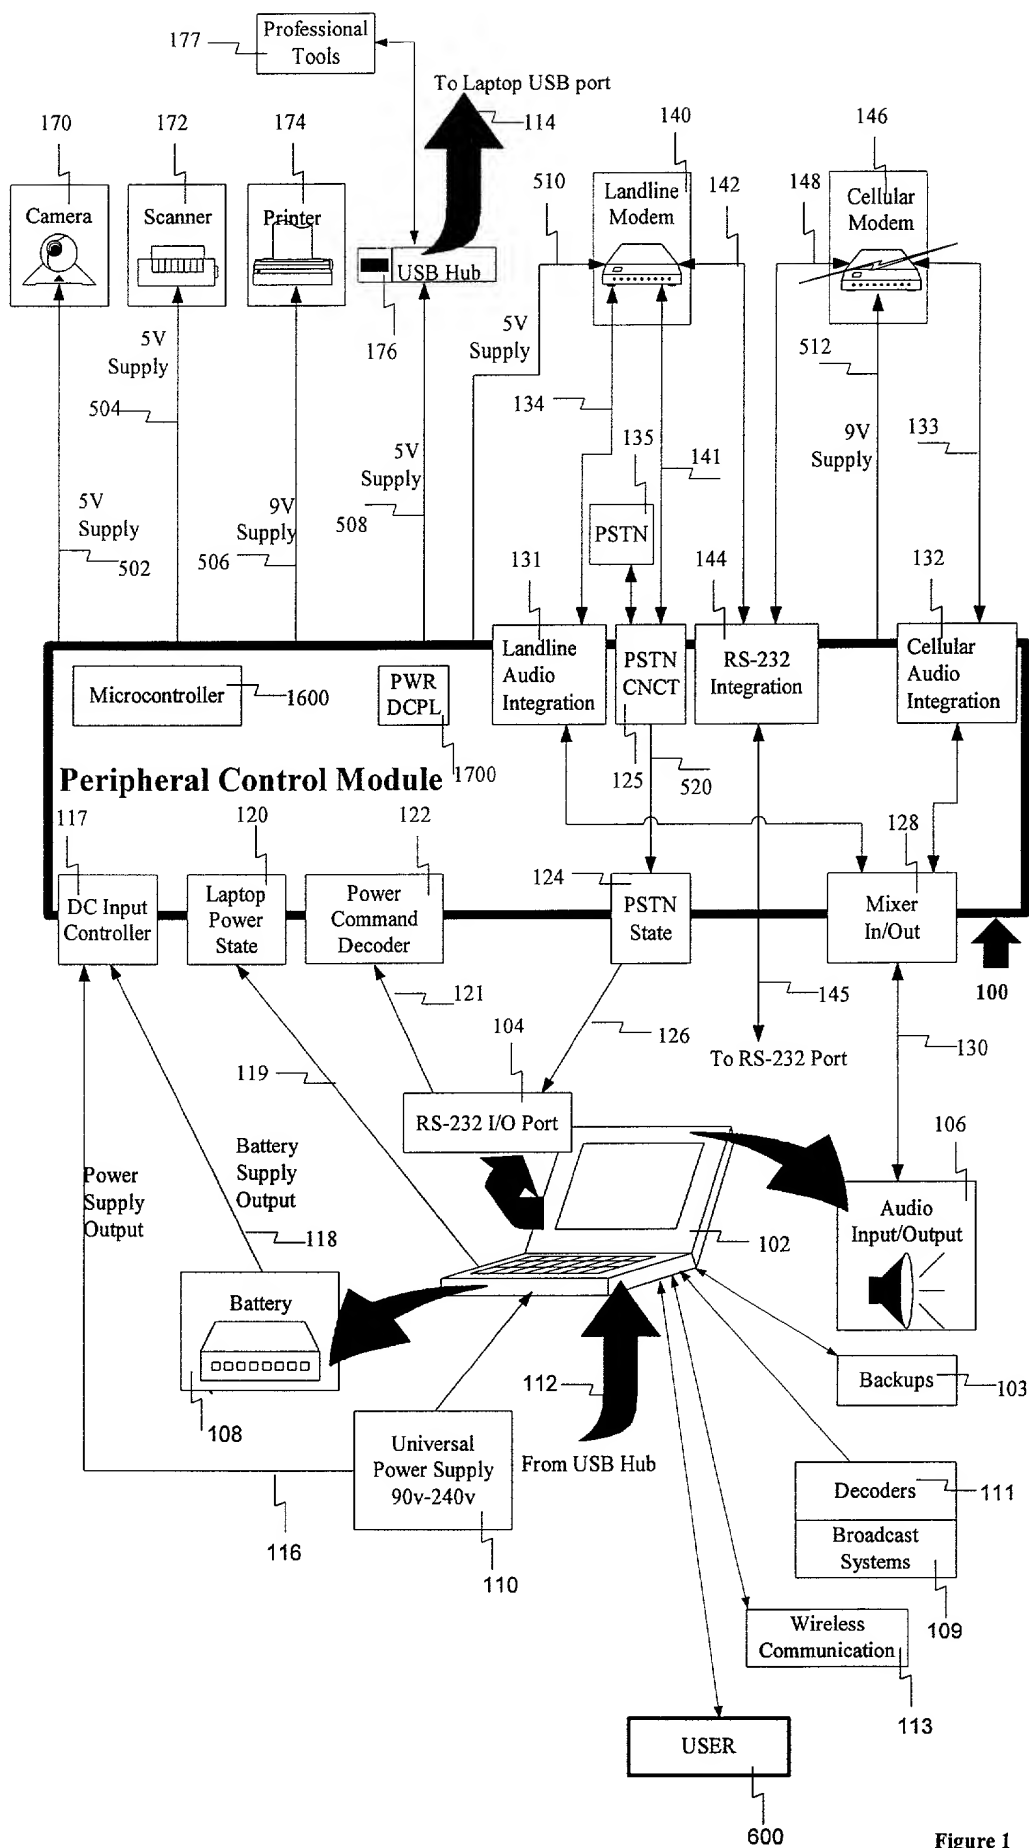 177
Professional
Tools
To Laptop USB port
114
170
172
174
140
146
Camera
Scanner
Printer
510
Landline
Modem
142
148
Cellular
Modem
USB Hub
176
5V
Supply
504
5V
Supply
134
512
135
141
133
9V
Supply
5V
Supply
508
5V
Supply
502
9V
Supply
506
PSTN
131
144
132
Landline
Audio
Integration
PSTN
CNCT
RS-232
Integration
Cellular
Audio
Integration
Microcontroller
1600
PWR
DCPL
1700
125
520
Peripheral Control Module
117
120
122
128
124
DC Input
Controller
Laptop
Power
State
Power
Command
Decoder
PSTN
State
Mixer
In/Out
100
121
126
145
104
To RS-232 Port
130
119
RS-232 I/O Port
106
Power
Supply
Output
Battery
Supply
Output
118
102
Audio
Input/Output
Battery
108
112
Backups
103
Universal
Power Supply
90v-240v
From USB Hub
Decoders
111
Broadcast
Systems
116
110
109
Wireless
Communication
113
USER
600
Figure 1